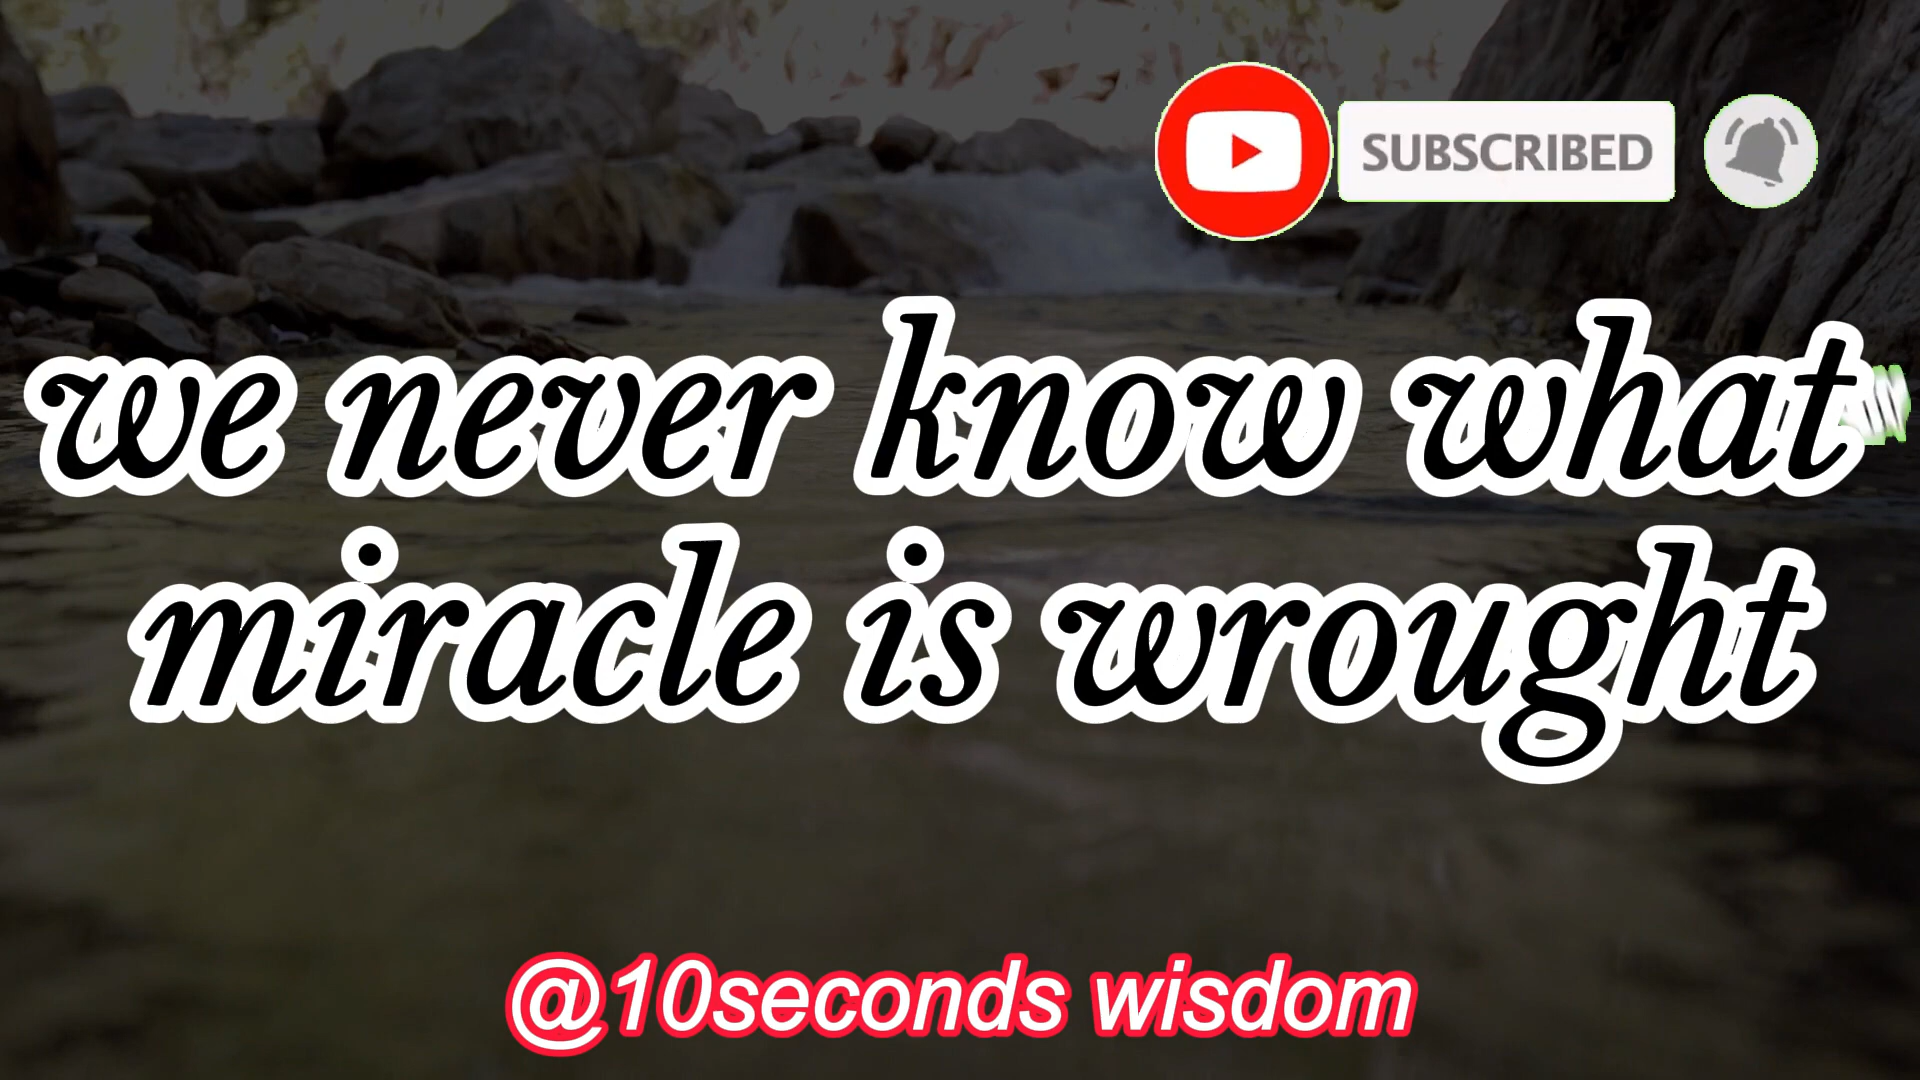 SUBSCRIBED
we never know what
miracle is wrought
@10seconds wisdom